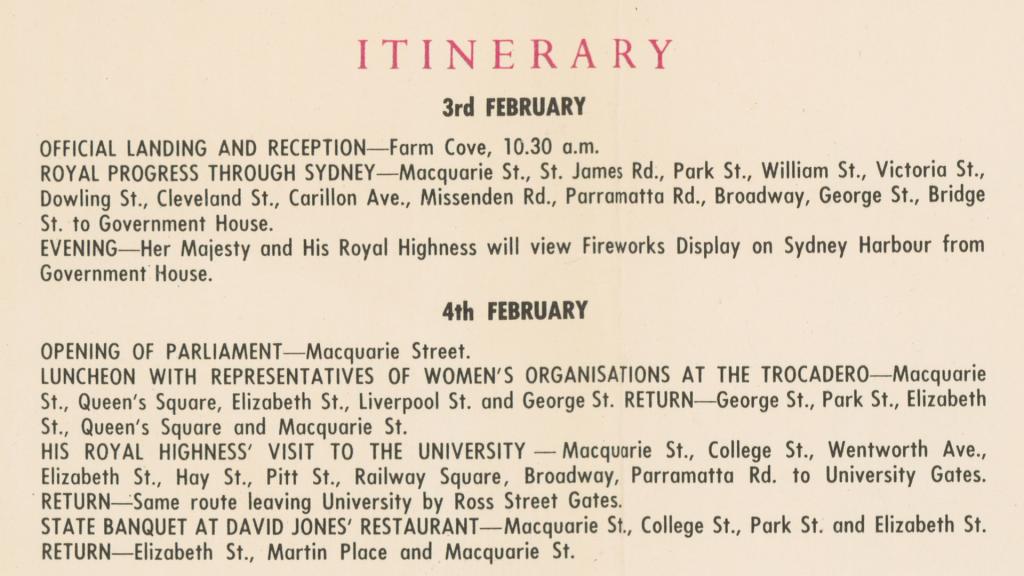 ITINERARY
3rd FEBRUARY
OFFICIAL LANDING AND RECEPTION—Farm Cove, 10.30 a.m.
ROYAL PROGRESS THROUGH SYDNEY—Macquarie St., St. James Rd., Park St., William St., Victoria St.,
Dowling St., Cleveland St., Carillon Ave., Missenden Rd., Parramatta Rd., Broadway, George St., Bridge
St. to Government House.
EVENING—Her Majesty and His Royal Highness will view Fireworks Display on Sydney Harbour from
Government House.
4th FEBRUARY
OPENING OF PARLIAMENT—Macquarie Street.
LUNCHEON WITH REPRESENTATIVES OF WOMEN'S ORGANISATIONS AT THE TROCADERO—Macquarie
St., Queen's Square, Elizabeth St., Liverpool St. and George St. RETURN—George St., Park St., Elizabeth
St., Queen's Square and Macquarie St.
HIS ROYAL HIGHNESS' VISIT TO THE UNIVERSITY — Macquarie St., College St., Wentworth Ave.,
Elizabeth St., Hay St., Pitt St., Railway Square, Broadway, Parramatta Rd. to University Gates.
RETURN—Same route leaving University by Ross Street Gates.
STATE BANQUET AT DAVID JONES' RESTAURANT—Macquarie St., College St., Park St. and Elizabeth St.
RETURN—Elizabeth St., Martin Place and Macquarie St.